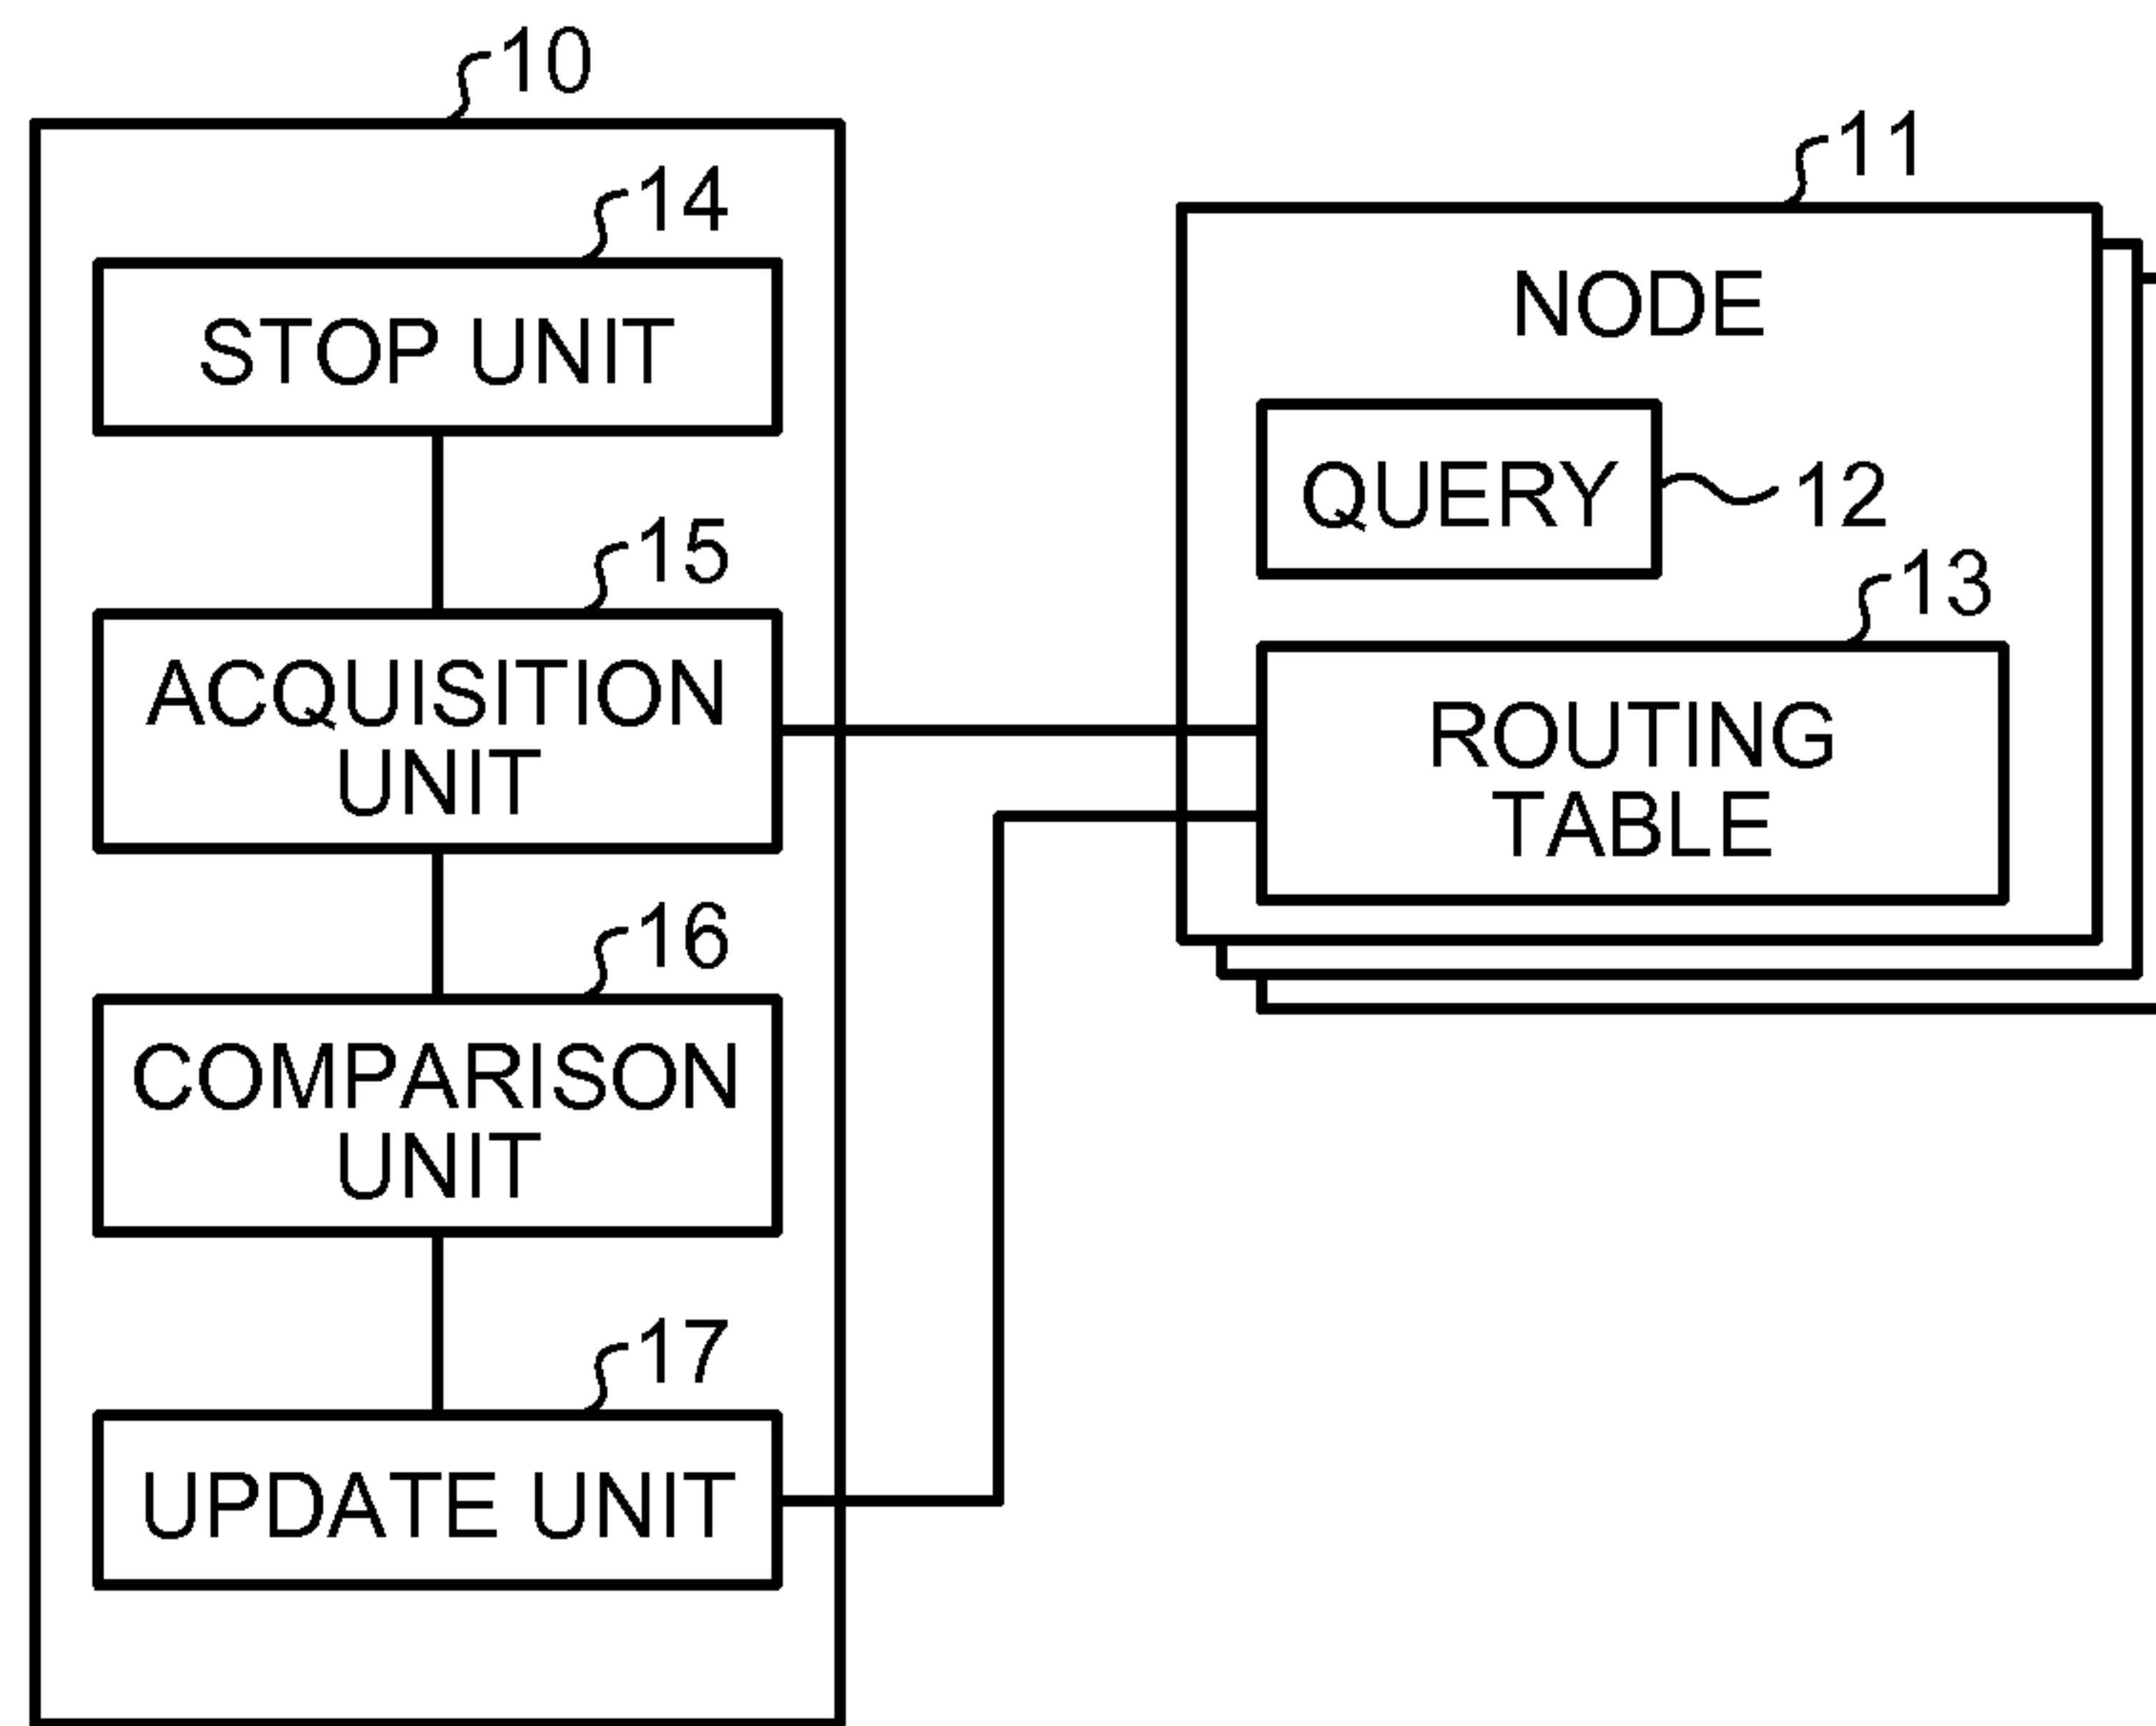 10
14
STOP UNIT
15
ACQUISITION
UNIT
16
COMPARISON
UNIT
17
UPDATE UNIT
11
NODE
QUERY
12
13
ROUTING
TABLE